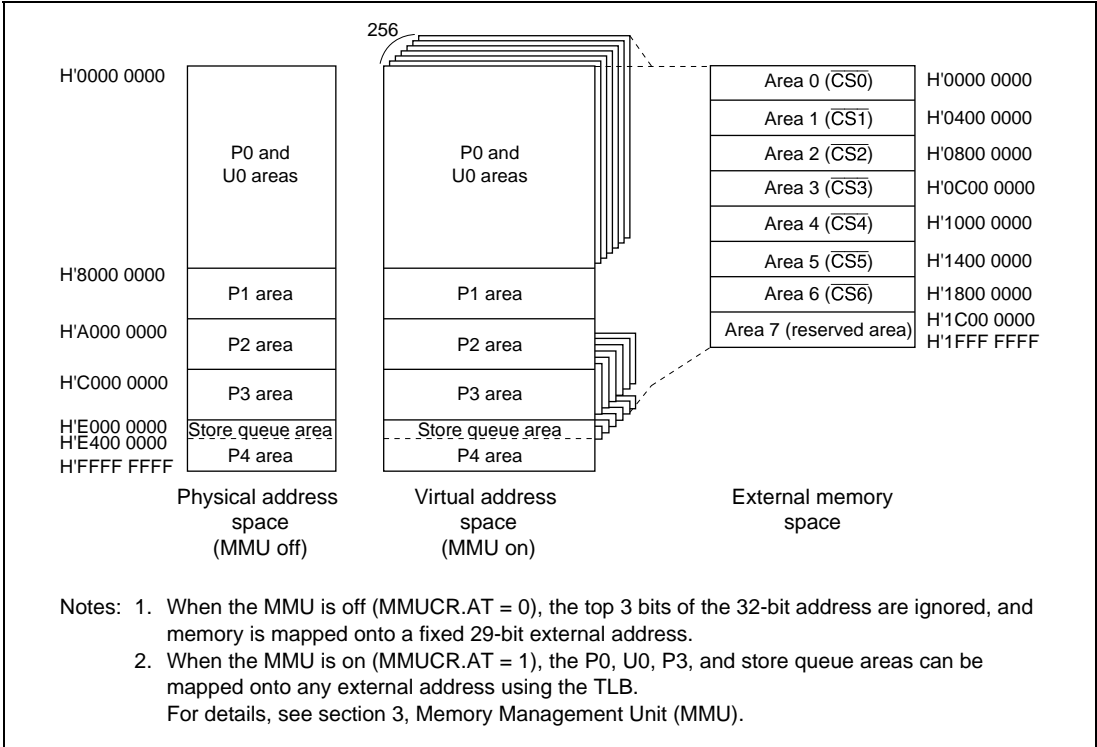 256
H'0000 0000
H'8000 0000
H'A000 0000
H'C000 0000
H'E000 0000
H'E400 0000
H'FFFF FFFF
P0 and
U0 areas
P1 area
P2 area
P3 area
Store queue area
P4 area
Physical address
space
(MMU off)
P0 and
U0 areas
P1 area
P2 area
P3 area
Store queue area
P4 area
Virtual address
space
(MMU on)
Area 0 (C̅S̅0̅) H'0000 0000
Area 1 (C̅S̅1̅) H'0400 0000
Area 2 (C̅S̅2̅) H'0800 0000
Area 3 (C̅S̅3̅) H'0C00 0000
Area 4 (C̅S̅4̅) H'1000 0000
Area 5 (C̅S̅5̅) H'1400 0000
Area 6 (C̅S̅6̅) H'1800 0000
Area 7 (reserved area) H'1C00 0000
H'1FFF FFFF
External memory
space
Notes: 1. When the MMU is off (MMUCR.AT = 0), the top 3 bits of the 32-bit address are ignored, and
memory is mapped onto a fixed 29-bit external address.
2. When the MMU is on (MMUCR.AT = 1), the P0, U0, P3, and store queue areas can be
mapped onto any external address using the TLB.
For details, see section 3, Memory Management Unit (MMU).